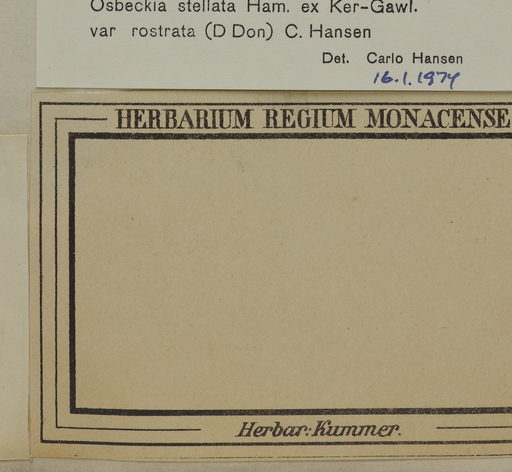 Osbeckia stellata Ham. ex Ker-Gawl.
var rostrata (D Don) C. Hansen
Det. Carlo Hansen
16.1.1974
HERBARIUM REGIUM MONACENSE
Herbar: Kummer.